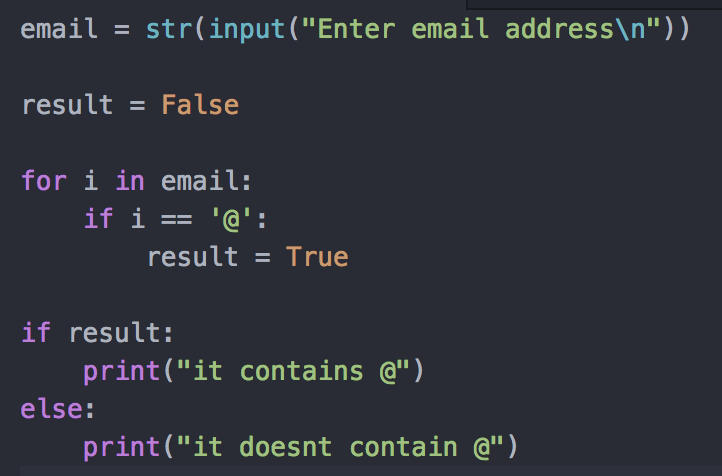 email = str(input("Enter email address\n"))
result = False
for i in email:
    if i == '@':
        result = True
if result:
    print("it contains @")
else:
    print("it doesnt contain @")